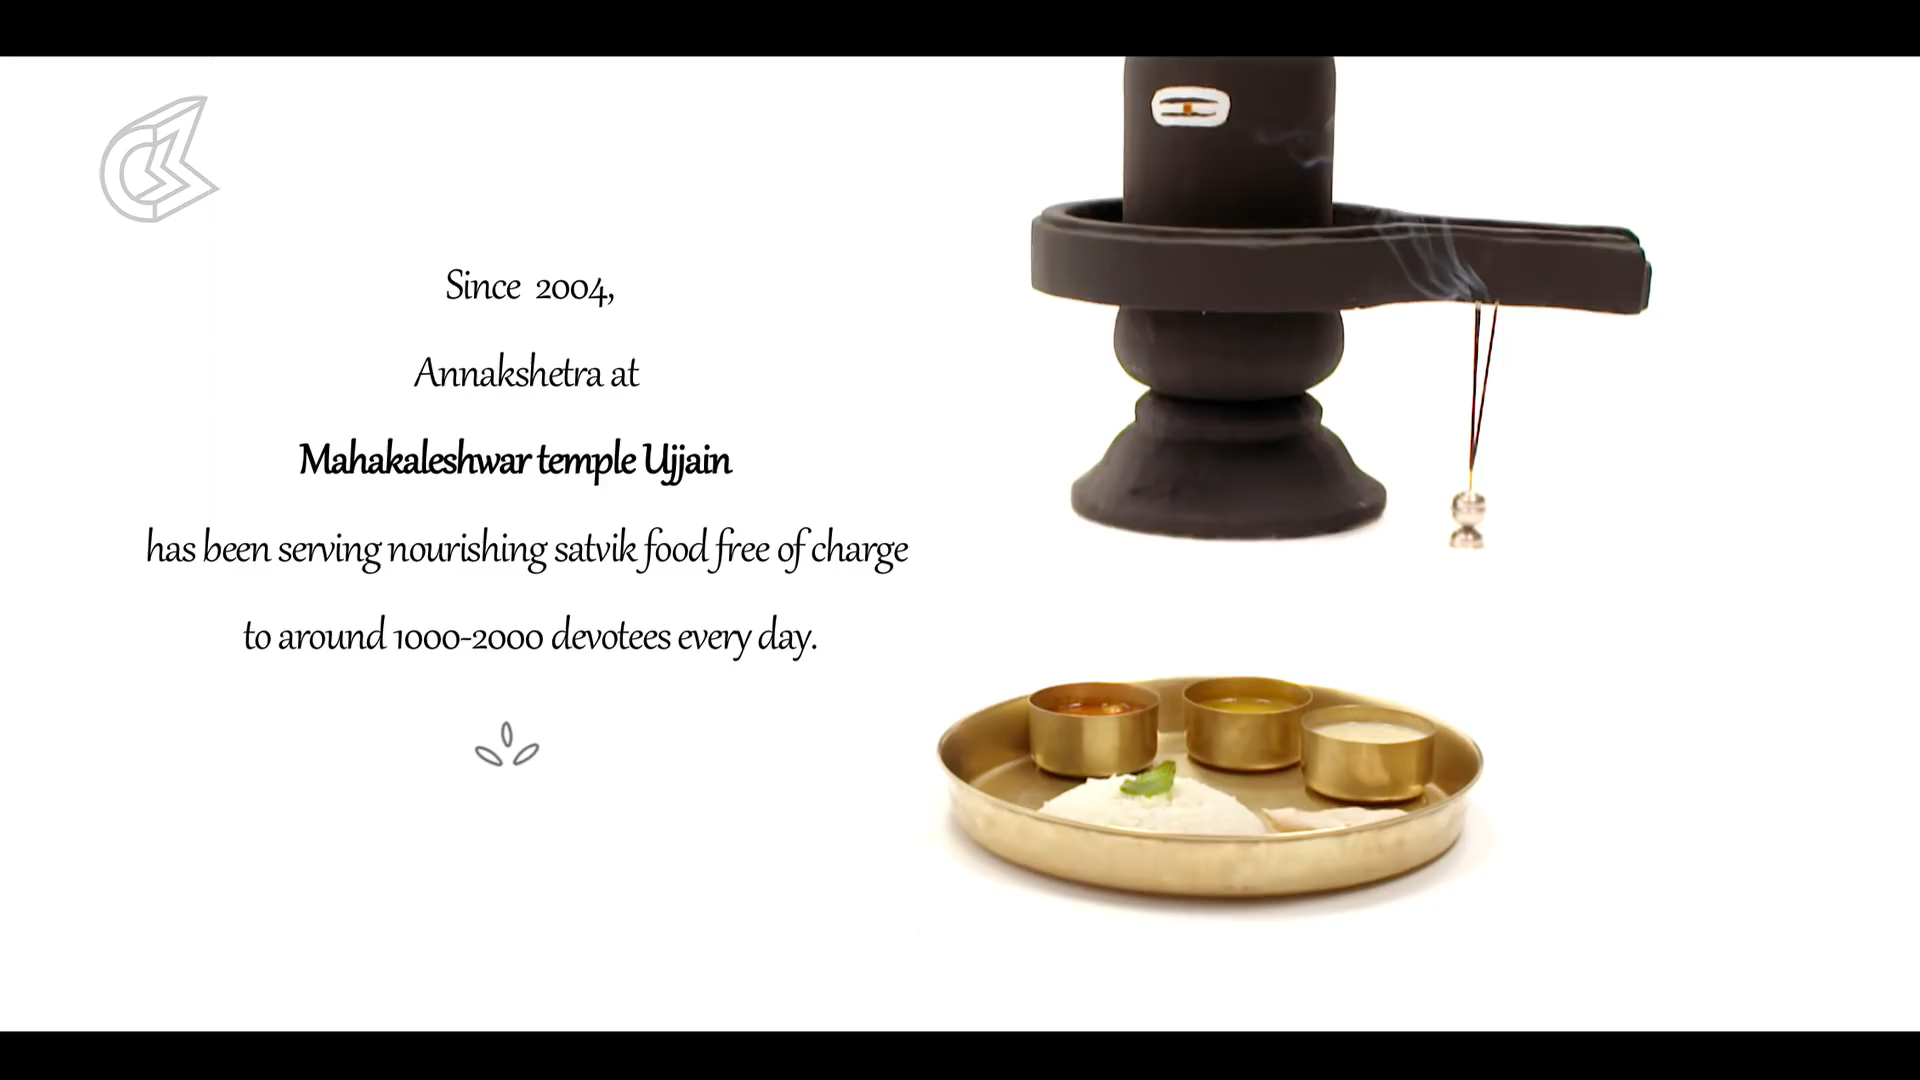 Since 2004,
Annakshetra at
Mahakaleshwar temple Ujjain
has been serving nourishing satvik food free of charge
to around 1000-2000 devotees every day.